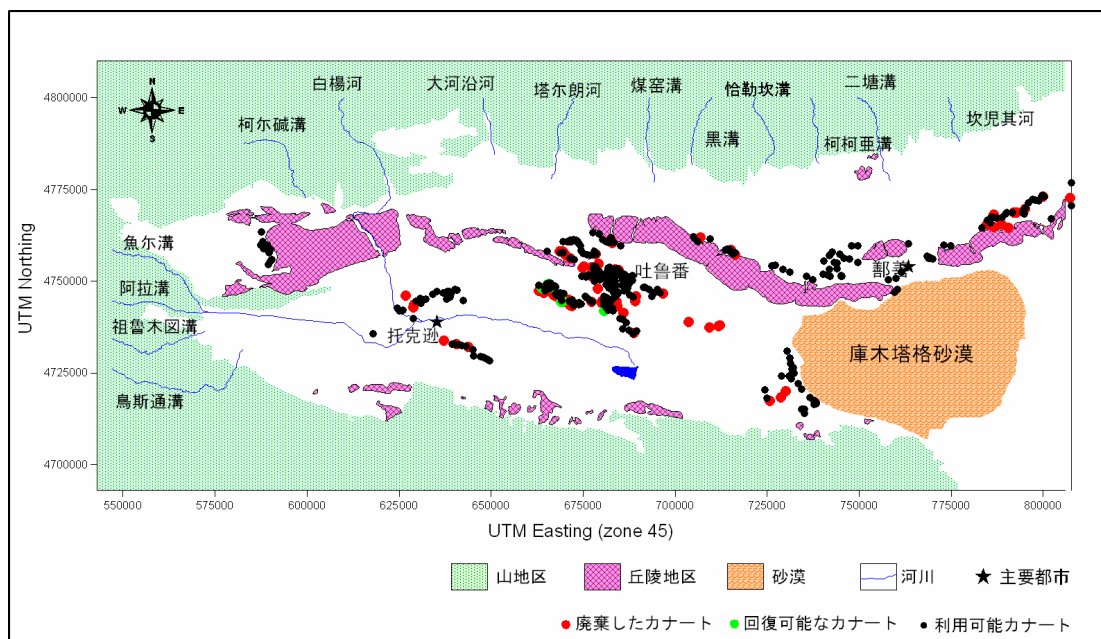 白楊河 大河沿河 塔尔朗河 煤窑溝 恰勒坎溝 二塘溝
柯尔碱溝 黒溝 柯柯亜溝 坎児其河
N
W E
S
4800000
4775000
4750000
4725000
4700000
UTM Northing
魚尔溝
阿拉溝
祖魯木図溝
鳥斯通溝
吐鲁番
鄯善
托克逊
庫木塔格砂漠
550000 575000 600000 625000 650000 675000 700000 725000 750000 775000 800000
UTM Easting (zone 45)
山地区 丘陵地区 砂漠 河川 主要都市
廃棄したカナート 回復可能なカナート 利用可能カナート